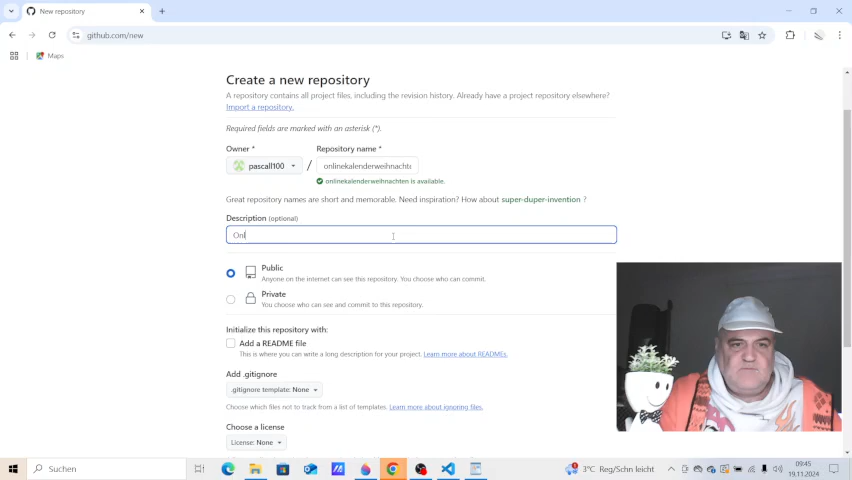 New repository
github.com/new
Maps
Create a new repository
A repository contains all project files, including the revision history. Already have a project repository elsewhere?
Import a repository.
Required fields are marked with an asterisk (*).
Owner *
Repository name *
pascall100
/
onlinekalenderweihnacht
onlinekalenderweihnachten is available.
Great repository names are short and memorable. Need inspiration? How about super-duper-invention ?
Description (optional)
Onl
Public
Anyone on the internet can see this repository. You choose who can commit.
Private
You choose who can see and commit to this repository.
Initialize this repository with:
Add a README file
This is where you can write a long description for your project. Learn more about READMEs.
Add .gitignore
.gitignore template: None
Choose which files not to track from a list of templates. Learn more about ignoring files.
Choose a license
License: None
Suchen
3°C Reg/Schn leicht
09:45
19.11.2024